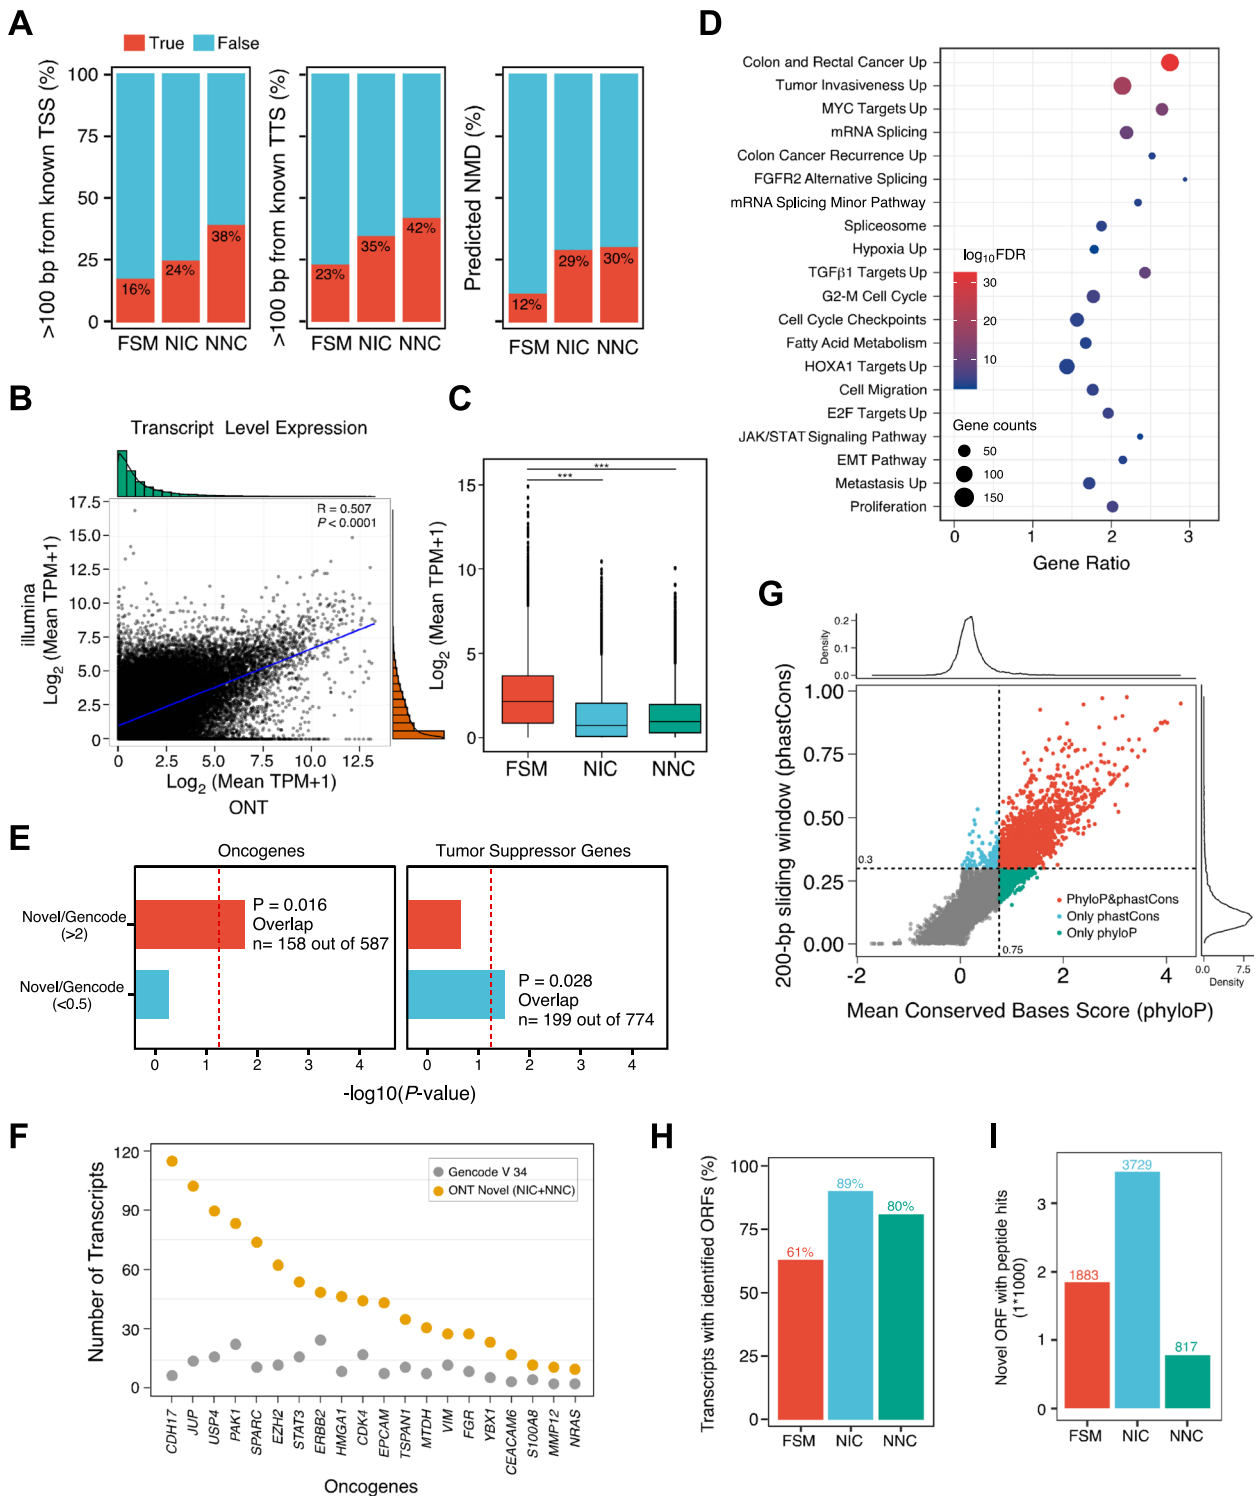 A
True False
>100 bp from known TSS (%)
100
75
50
25
0
16%
24%
38%
FSM NIC NNC
>100 bp from known TTS (%)
23%
35%
42%
FSM NIC NNC
Predicted NMD (%)
12%
29%
30%
FSM NIC NNC
B
Transcript Level Expression
R = 0.507
P < 0.0001
illumina
Log2 (Mean TPM+1)
17.5
15.0
12.5
10.0
7.5
5.0
2.5
0
0 2.5 5.0 7.5 10.0 12.5
Log2 (Mean TPM+1)
ONT
C
Log2 (Mean TPM+1)
15
10
5
0
***
***
FSM NIC NNC
D
Colon and Rectal Cancer Up
Tumor Invasiveness Up
MYC Targets Up
mRNA Splicing
Colon Cancer Recurrence Up
FGFR2 Alternative Splicing
mRNA Splicing Minor Pathway
Spliceosome
Hypoxia Up
TGFβ1 Targets Up
G2-M Cell Cycle
Cell Cycle Checkpoints
Fatty Acid Metabolism
HOXA1 Targets Up
Cell Migration
E2F Targets Up
JAK/STAT Signaling Pathway
EMT Pathway
Metastasis Up
Proliferation
log10FDR
30
20
10
Gene counts
50
100
150
0 1 2 3
Gene Ratio
E
Oncogenes
Tumor Suppressor Genes
Novel/Gencode
(>2)
Novel/Gencode
(<0.5)
P = 0.016
Overlap
n= 158 out of 587
P = 0.028
Overlap
n= 199 out of 774
0 1 2 3 4
0 1 2 3 4
-log10(P-value)
F
Number of Transcripts
120
90
60
30
0
Gencode V 34
ONT Novel (NIC+NNC)
CDH17
JUP
USP4
PAK1
SPARC
EZH2
STAT3
ERBB2
HMGA1
CDK4
EPCAM
TSPAN1
MTDH
VIM
FGR
YBX1
CEACAM6
S100A8
MMP12
NRAS
Oncogenes
G
Density
0.2
0.1
0.0
200-bp sliding window (phastCons)
1.00
0.75
0.50
0.25
0.00
0.3
0.75
PhyloP&phastCons
Only phastCons
Only phyloP
-2 0 2 4
Mean Conserved Bases Score (phyloP)
0.0 7.5
Density
H
Transcripts with identified ORFs (%)
100
75
50
25
0
61%
89%
80%
FSM NIC NNC
I
Novel ORF with peptide hits
(1*1000)
3
2
1
0
1883
3729
817
FSM NIC NNC